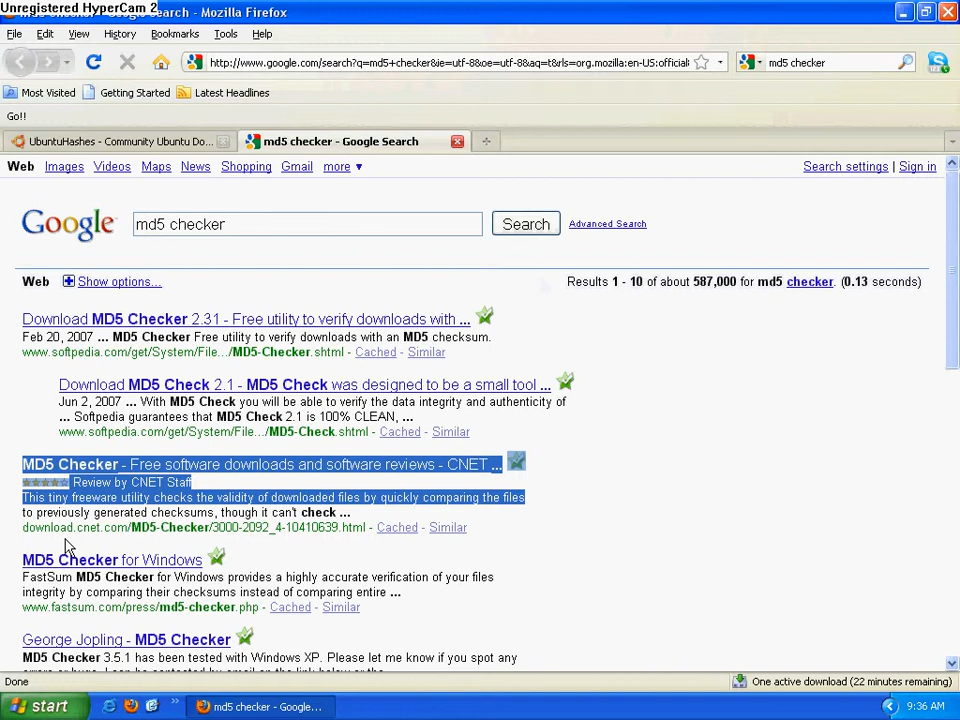 Unregistered HyperCam 2
Search - Mozilla Firefox
File Edit View History Bookmarks Tools Help
http://www.google.com/search?q=md5+checker&ie=utf-8&oe=utf-8&aq=t&rls=org.mozilla:en-US:official
md5 checker
Most Visited Getting Started Latest Headlines
Go!!
UbuntuHashes - Community Ubuntu Do... md5 checker - Google Search
Web Images Videos Maps News Shopping Gmail more ▼ Search settings | Sign in
Google md5 checker Search Advanced Search
Web Show options... Results 1 - 10 of about 587,000 for md5 checker. (0.13 seconds)
Download MD5 Checker 2.31 - Free utility to verify downloads with ...
Feb 20, 2007 ... MD5 Checker Free utility to verify downloads with an MD5 checksum.
www.softpedia.com/get/System/File.../MD5-Checker.shtml - Cached - Similar
Download MD5 Check 2.1 - MD5 Check was designed to be a small tool ...
Jun 2, 2007 ... With MD5 Check you will be able to verify the data integrity and authenticity of
... Softpedia guarantees that MD5 Check 2.1 is 100% CLEAN, ...
www.softpedia.com/get/System/File.../MD5-Check.shtml - Cached - Similar
MD5 Checker - Free software downloads and software reviews - CNET ...
Review by CNET Staff
This tiny freeware utility checks the validity of downloaded files by quickly comparing the files
to previously generated checksums, though it can't check ...
download.cnet.com/MD5-Checker/3000-2092_4-10410639.html - Cached - Similar
MD5 Checker for Windows
FastSum MD5 Checker for Windows provides a highly accurate verification of your files
integrity by comparing their checksums instead of comparing entire ...
www.fastsum.com/press/md5-checker.php - Cached - Similar
George Jopling - MD5 Checker
MD5 Checker 3.5.1 has been tested with Windows XP. Please let me know if you spot any
Done One active download (22 minutes remaining)
start md5 checker - Google... 9:36 AM